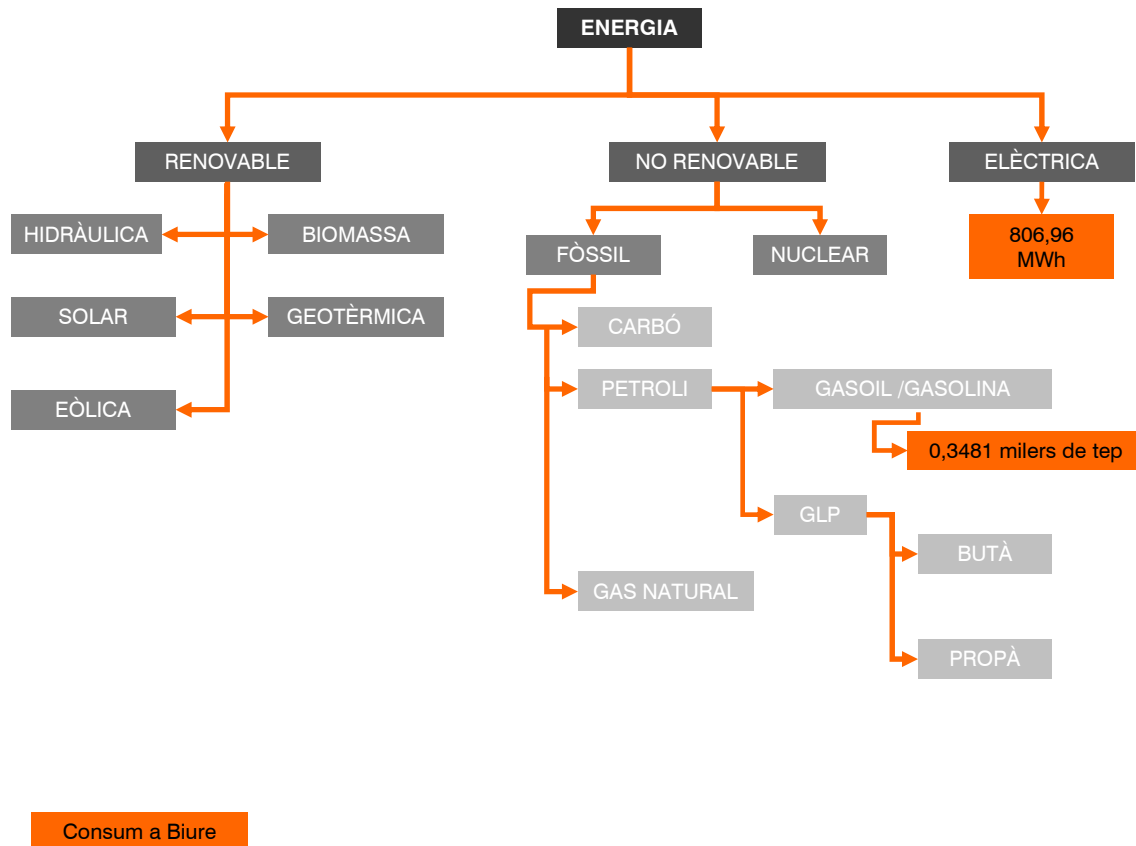 ENERGIA
RENOVABLE
NO RENOVABLE
ELÈCTRICA
HIDRÀULICA
BIOMASSA
806,96
MWh
FÒSSIL
NUCLEAR
SOLAR
GEOTÈRMICA
CARBÓ
PETROLI
GASOIL /GASOLINA
EÒLICA
0,3481 milers de tep
GLP
BUTÀ
GAS NATURAL
PROPÀ
Consum a Biure